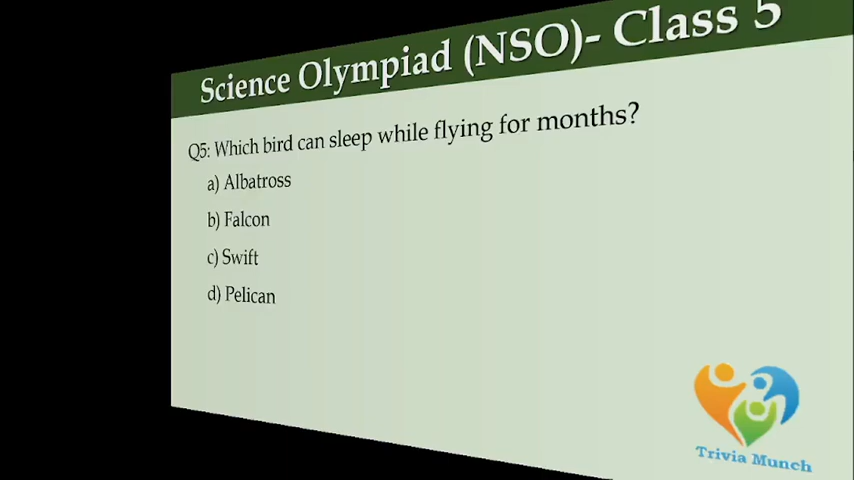 Science Olympiad (NSO)- Class 5
Q5: Which bird can sleep while flying for months?
a) Albatross
b) Falcon
c) Swift
d) Pelican
Trivia Munch